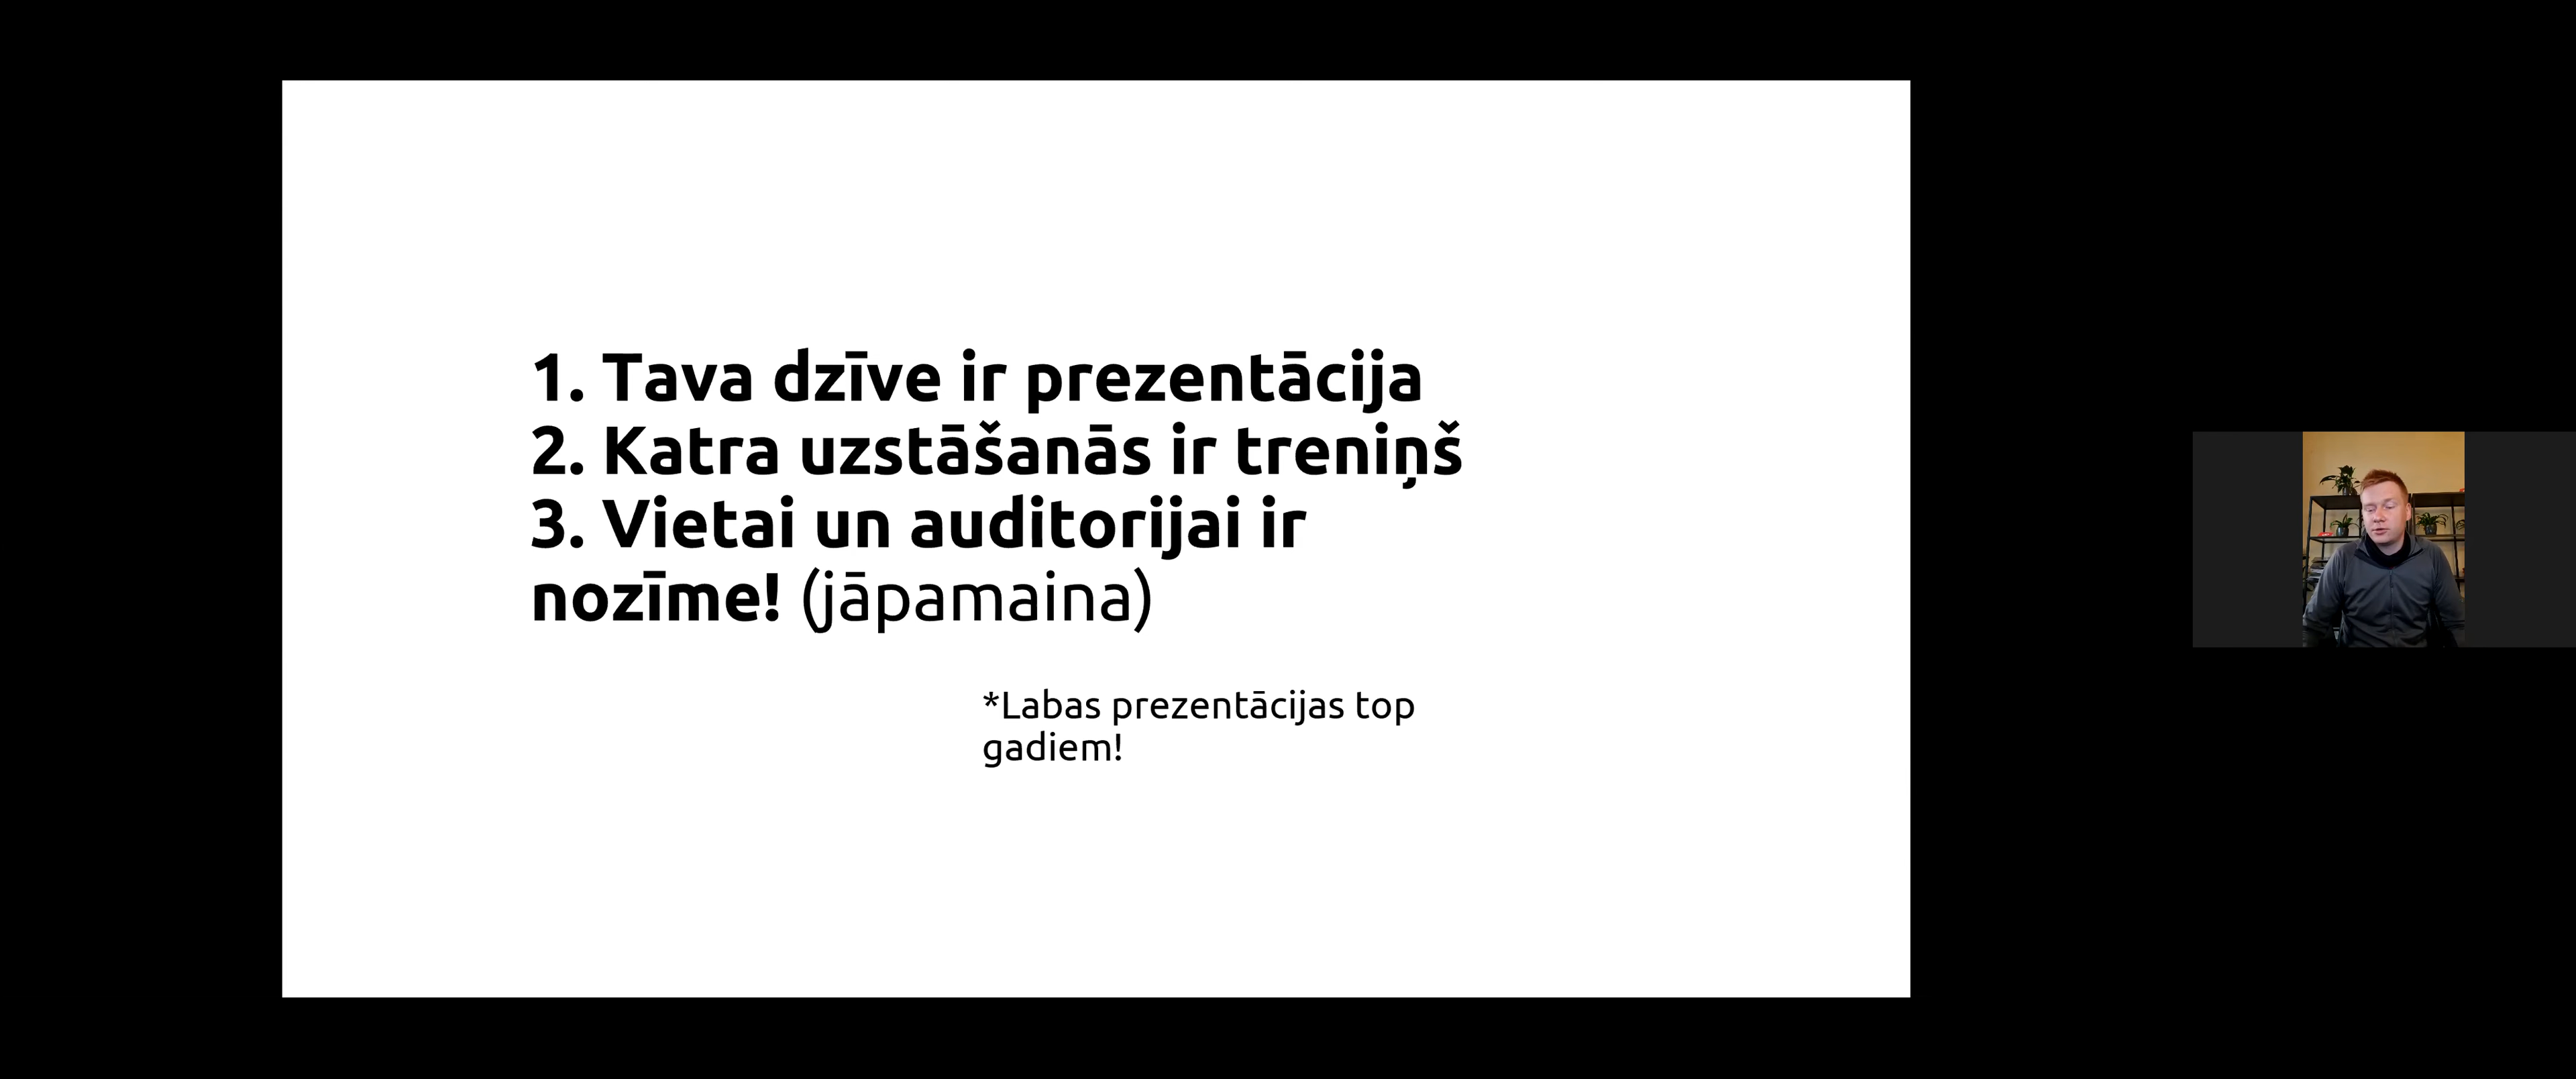 1. Tava dzīve ir prezentācija
2. Katra uzstāšanās ir treniņš
3. Vietai un auditorijai ir
nozīme! (jāpamaina)
*Labas prezentācijas top
gadiem!